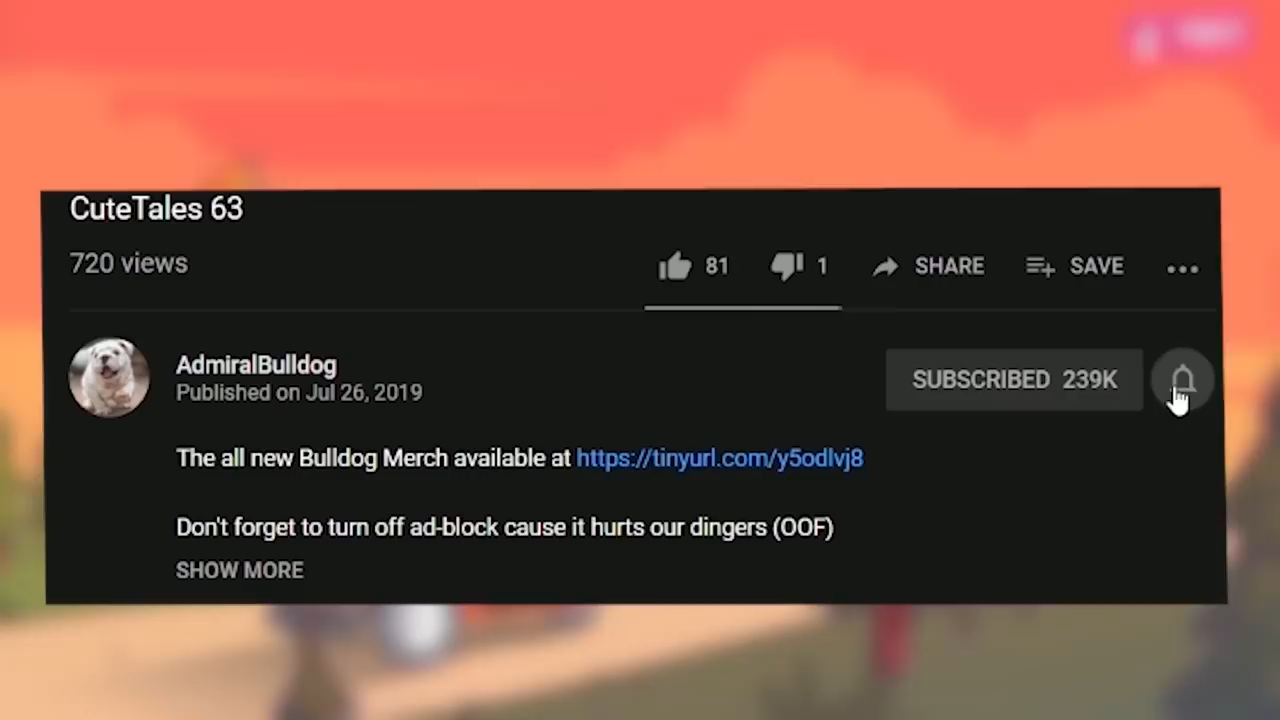 CuteTales 63
720 views
81
1
SHARE
SAVE
AdmiralBulldog
SUBSCRIBED 239K
Published on Jul 26, 2019
The all new Bulldog Merch available at https://tinyurl.com/y5odlvj8
Don't forget to turn off ad-block cause it hurts our dingers (OOF)
SHOW MORE